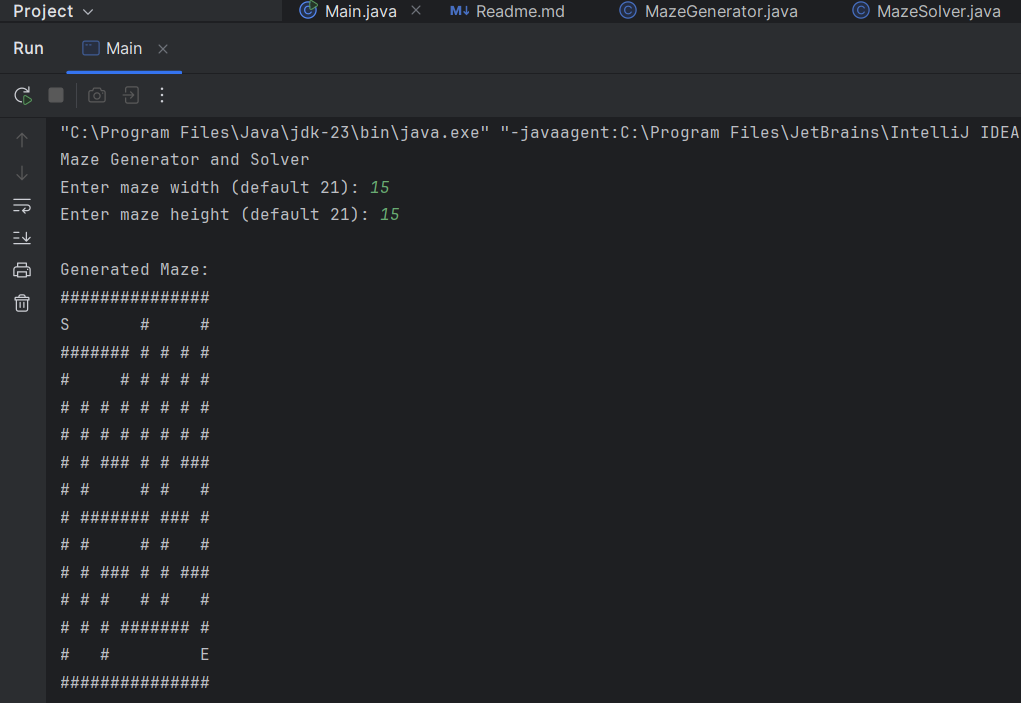 Project Main.java M↓ Readme.md MazeGenerator.java MazeSolver.java
Run Main
"C:\Program Files\Java\jdk-23\bin\java.exe" "-javaagent:C:\Program Files\JetBrains\IntelliJ IDEA
Maze Generator and Solver
Enter maze width (default 21): 15
Enter maze height (default 21): 15
Generated Maze:
###############
S       #     #
####### # # # #
#     # # # # #
# # # # # # # #
# # # # # # # #
# # ### # # ###
# #     # #   #
# ####### ### #
# #     # #   #
# # ### # # ###
# # #   # #   #
# # # ####### #
#   #         E
###############